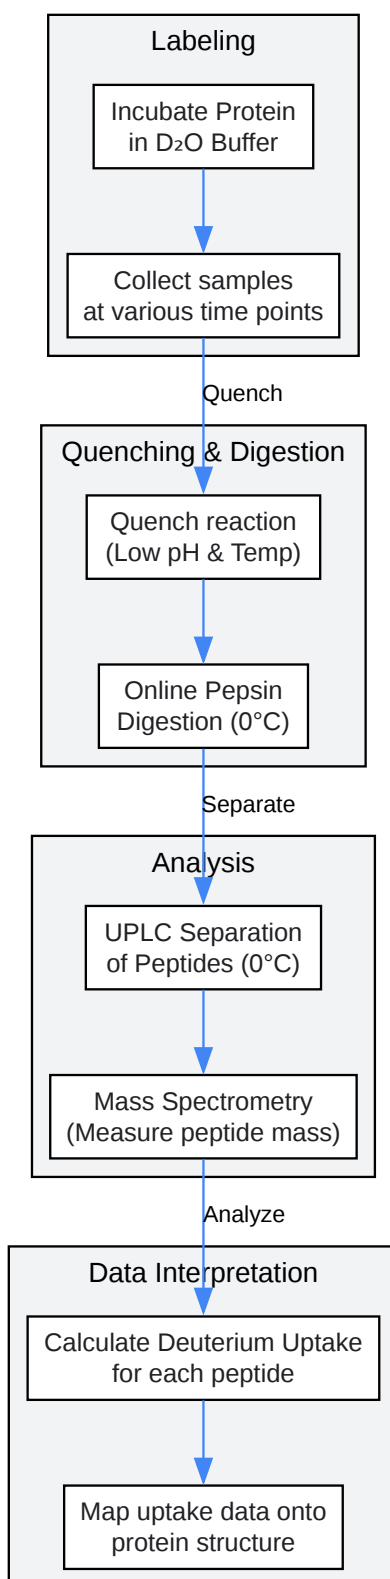 Labeling
Incubate Protein
in D₂O Buffer
Collect samples
at various time points
Quench
Quenching & Digestion
Quench reaction
(Low pH & Temp)
Online Pepsin
Digestion (0°C)
Separate
Analysis
UPLC Separation
of Peptides (0°C)
Mass Spectrometry
(Measure peptide mass)
Analyze
Data Interpretation
Calculate Deuterium Uptake
for each peptide
Map uptake data onto
protein structure